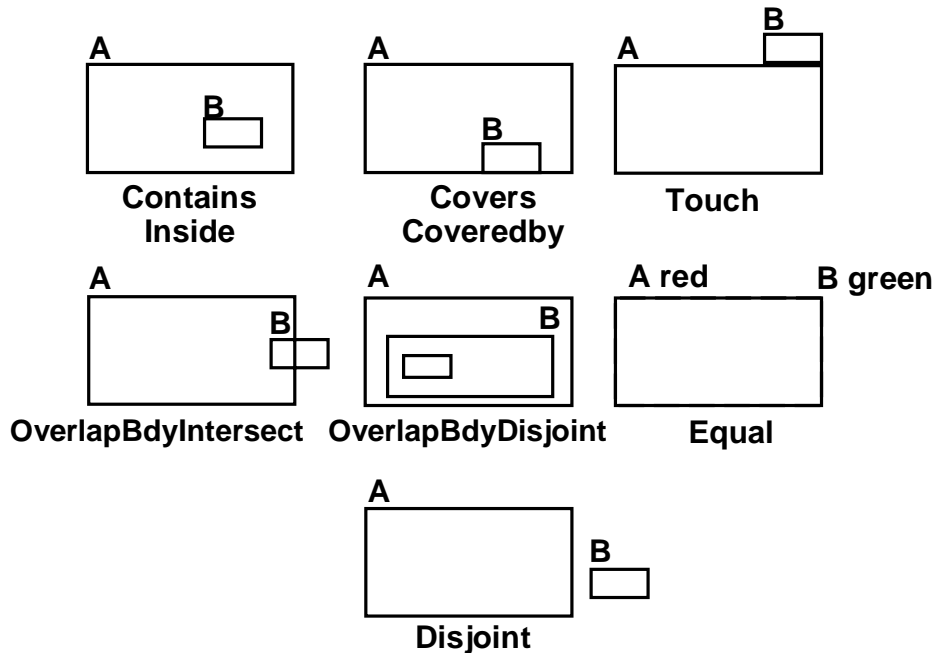 A
B
Contains
Inside
A
B
Covers
Coveredby
A
B
Touch
A
B
OverlapBdyIntersect
A
B
OverlapBdyDisjoint
A red
B green
Equal
A
B
Disjoint